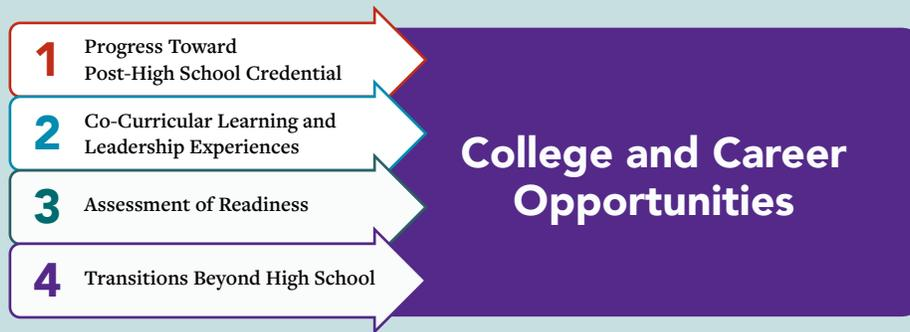 1
Progress Toward
Post-High School Credential
2
Co-Curricular Learning and
Leadership Experiences
3
Assessment of Readiness
4
Transitions Beyond High School
College and Career
Opportunities